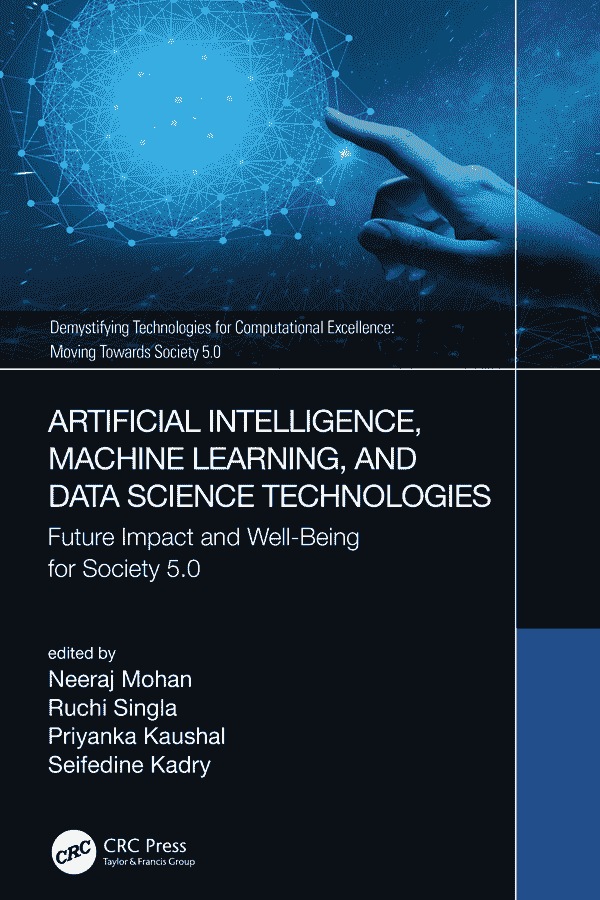 Demystifying Technologies for Computational Excellence:
Moving Towards Society 5.0
ARTIFICIAL INTELLIGENCE,
MACHINE LEARNING, AND
DATA SCIENCE TECHNOLOGIES
Future Impact and Well-Being
for Society 5.0
edited by
Neeraj Mohan
Ruchi Singla
Priyanka Kaushal
Seifedine Kadry
CRC
CRC Press
Taylor & Francis Group